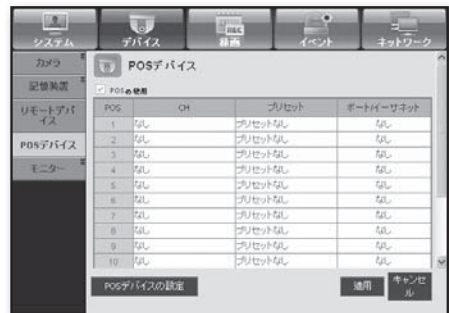 システム デバイス 録画 イベント ネットワーク
カメラ
記憶装置
リモートデバイス
POSデバイス
モニター
POSデバイス
POSの使用
POS CH プリセット ポート/イーサネット
1 なし プリセットなし なし
2 なし プリセットなし なし
3 なし プリセットなし なし
4 なし プリセットなし なし
5 なし プリセットなし なし
6 なし プリセットなし なし
7 なし プリセットなし なし
8 なし プリセットなし なし
9 なし プリセットなし なし
10 なし プリセットなし なし
POSデバイスの設定 適用 キャンセル